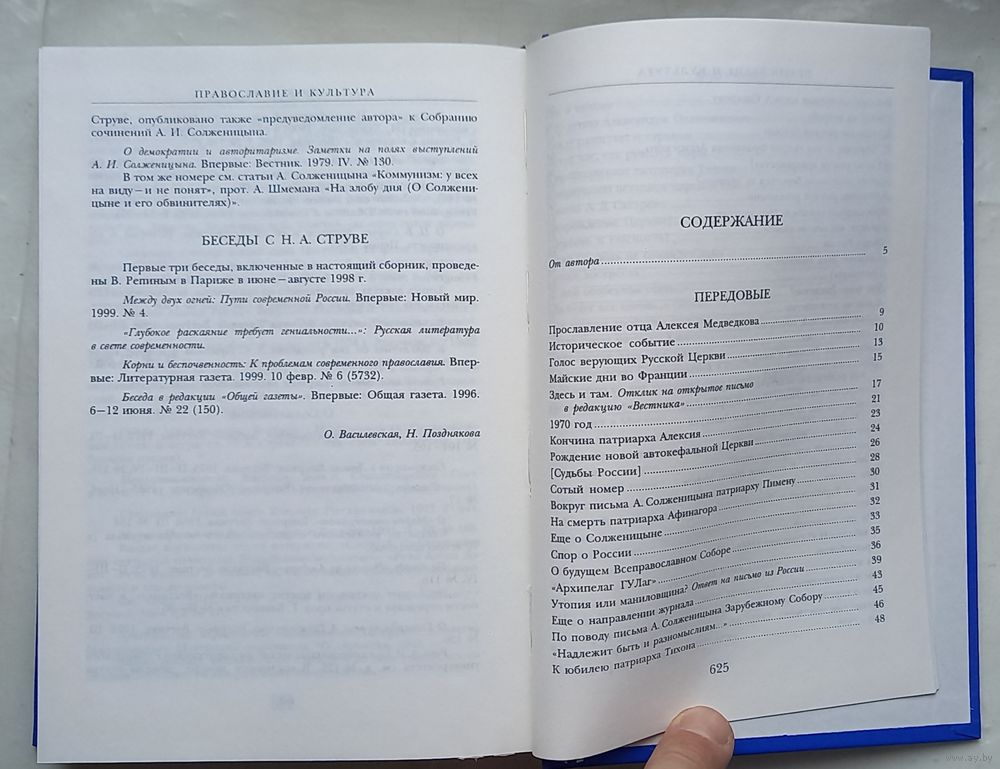 ПРАВОСЛАВИЕ И КУЛЬТУРА
Струве, опубликовано также «предуведомление автора» к Собранию
сочинений А. И. Солженицына.
О демократии и авторитаризме. Заметки на полях выступлений
А. И. Солженицына. Впервые: Вестник. 1979. IV. № 130.
В том же номере см. статьи А. Солженицына «Коммунизм: у всех
на виду — и не понят», прот. А. Шмемана «На злобу дня (О Солжени-
цыне и его обвинителях)».
БЕСЕДЫ С Н. А. СТРУВЕ
Первые три беседы, включенные в настоящий сборник, проведе-
ны В. Репиным в Париже в июне—августе 1998 г.
Между двух огней: Пути современной России. Впервые: Новый мир.
1999. № 4.
«Глубокое раскаяние требует гениальности...»: Русская литература
в свете современности.
Корни и беспочвенность: К проблемам современного православия. Впер-
вые: Литературная газета. 1999. 10 февр. № 6 (5732).
Беседа в редакции «Общей газеты». Впервые: Общая газета. 1996.
6—12 июня. № 22 (150).
О. Василевская, Н. Позднякова
СОДЕРЖАНИЕ
От автора ..... 5
ПЕРЕДОВЫЕ
Прославление отца Алексея Медведкова ..... 9
Историческое событие ..... 10
Голос верующих Русской Церкви ..... 13
Майские дни во Франции ..... 15
Здесь и там. Отклик на открытое письмо
в редакцию «Вестника» ..... 17
1970 год ..... 21
Кончина патриарха Алексия ..... 23
Рождение новой автокефальной Церкви ..... 24
[Судьбы России] ..... 26
Сотый номер ..... 28
Вокруг письма А. Солженицына патриарху Пимену ..... 30
На смерть патриарха Афинагора ..... 31
Еще о Солженицыне ..... 32
Спор о России ..... 33
О будущем Всеправославном Соборе ..... 35
«Архипелаг ГУЛаг» ..... 36
Утопия или маниловщина? Ответ на письмо из России ..... 39
Еще о направлении журнала ..... 43
По поводу письма А. Солженицына Зарубежному Собору ..... 45
«Надлежит быть и разномыслиям...» ..... 46
К юбилею патриарха Тихона ..... 48
625
www.ay.by